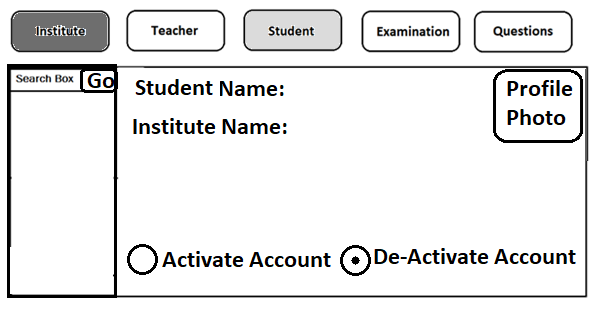 Institute Teacher Student Examination Questions
Search Box Go
Student Name:
Profile
Photo
Institute Name:
Activate Account De-Activate Account